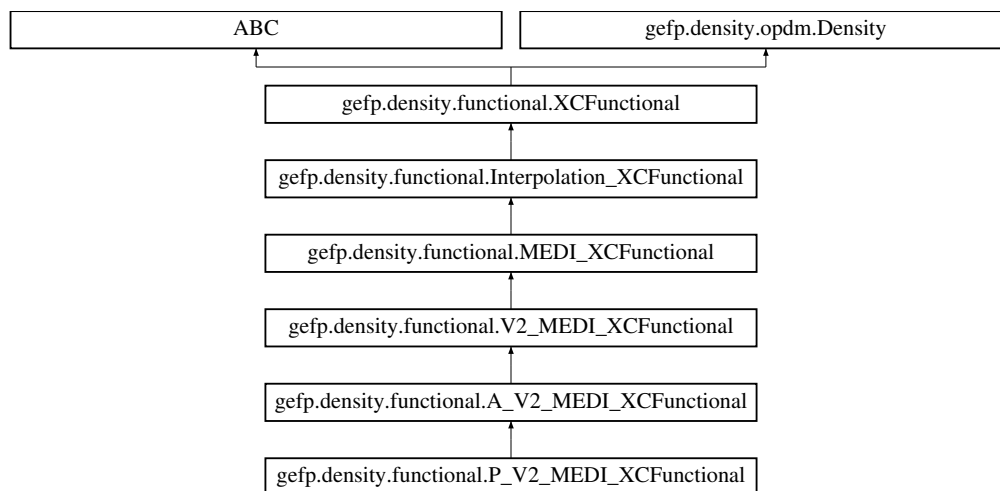 ABC
gefp.density.opdm.Density
gefp.density.functional.XCFunctional
gefp.density.functional.Interpolation_XCFunctional
gefp.density.functional.MEDI_XCFunctional
gefp.density.functional.V2_MEDI_XCFunctional
gefp.density.functional.A_V2_MEDI_XCFunctional
gefp.density.functional.P_V2_MEDI_XCFunctional